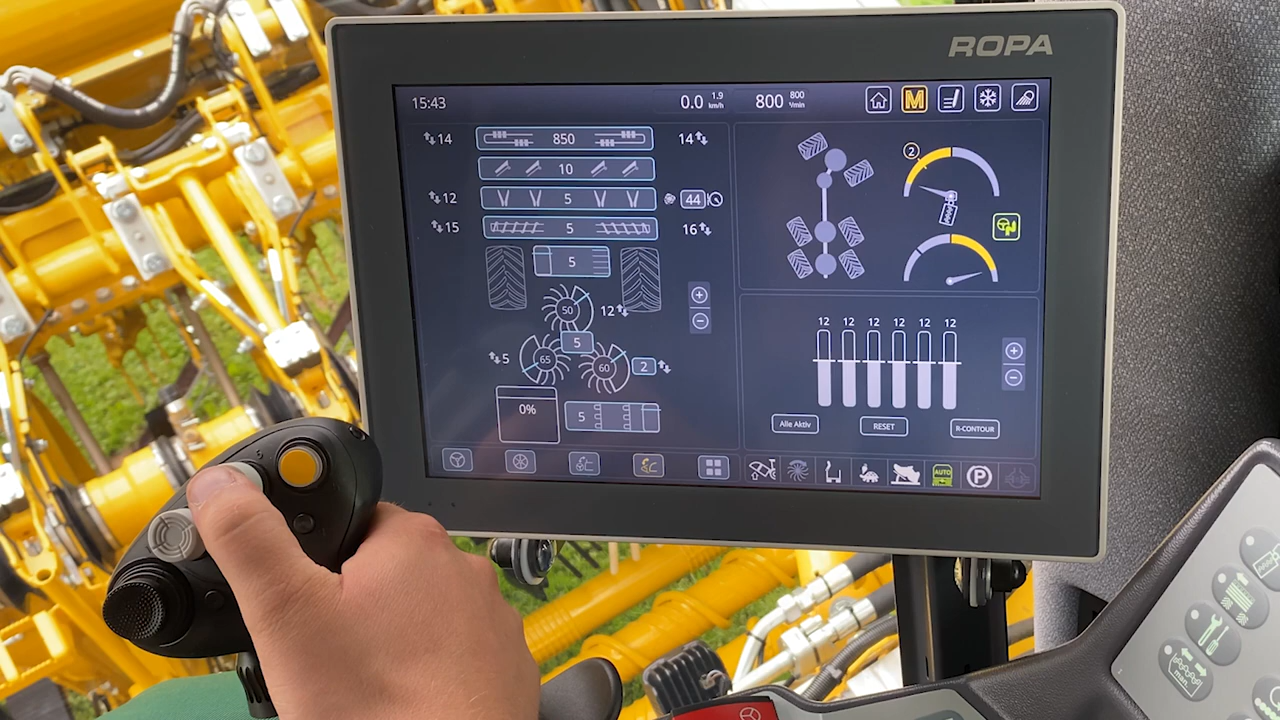 ROPA
15:43
0.0 1.9 km/h
800 800 1/min
M
14 850 14
10
12 5 44
15 5 16
5
50 12
5
5 65 60 2
0% 5
2
12 12 12 12 12 12
Alle Aktiv RESET R-CONTOUR
AUTO P